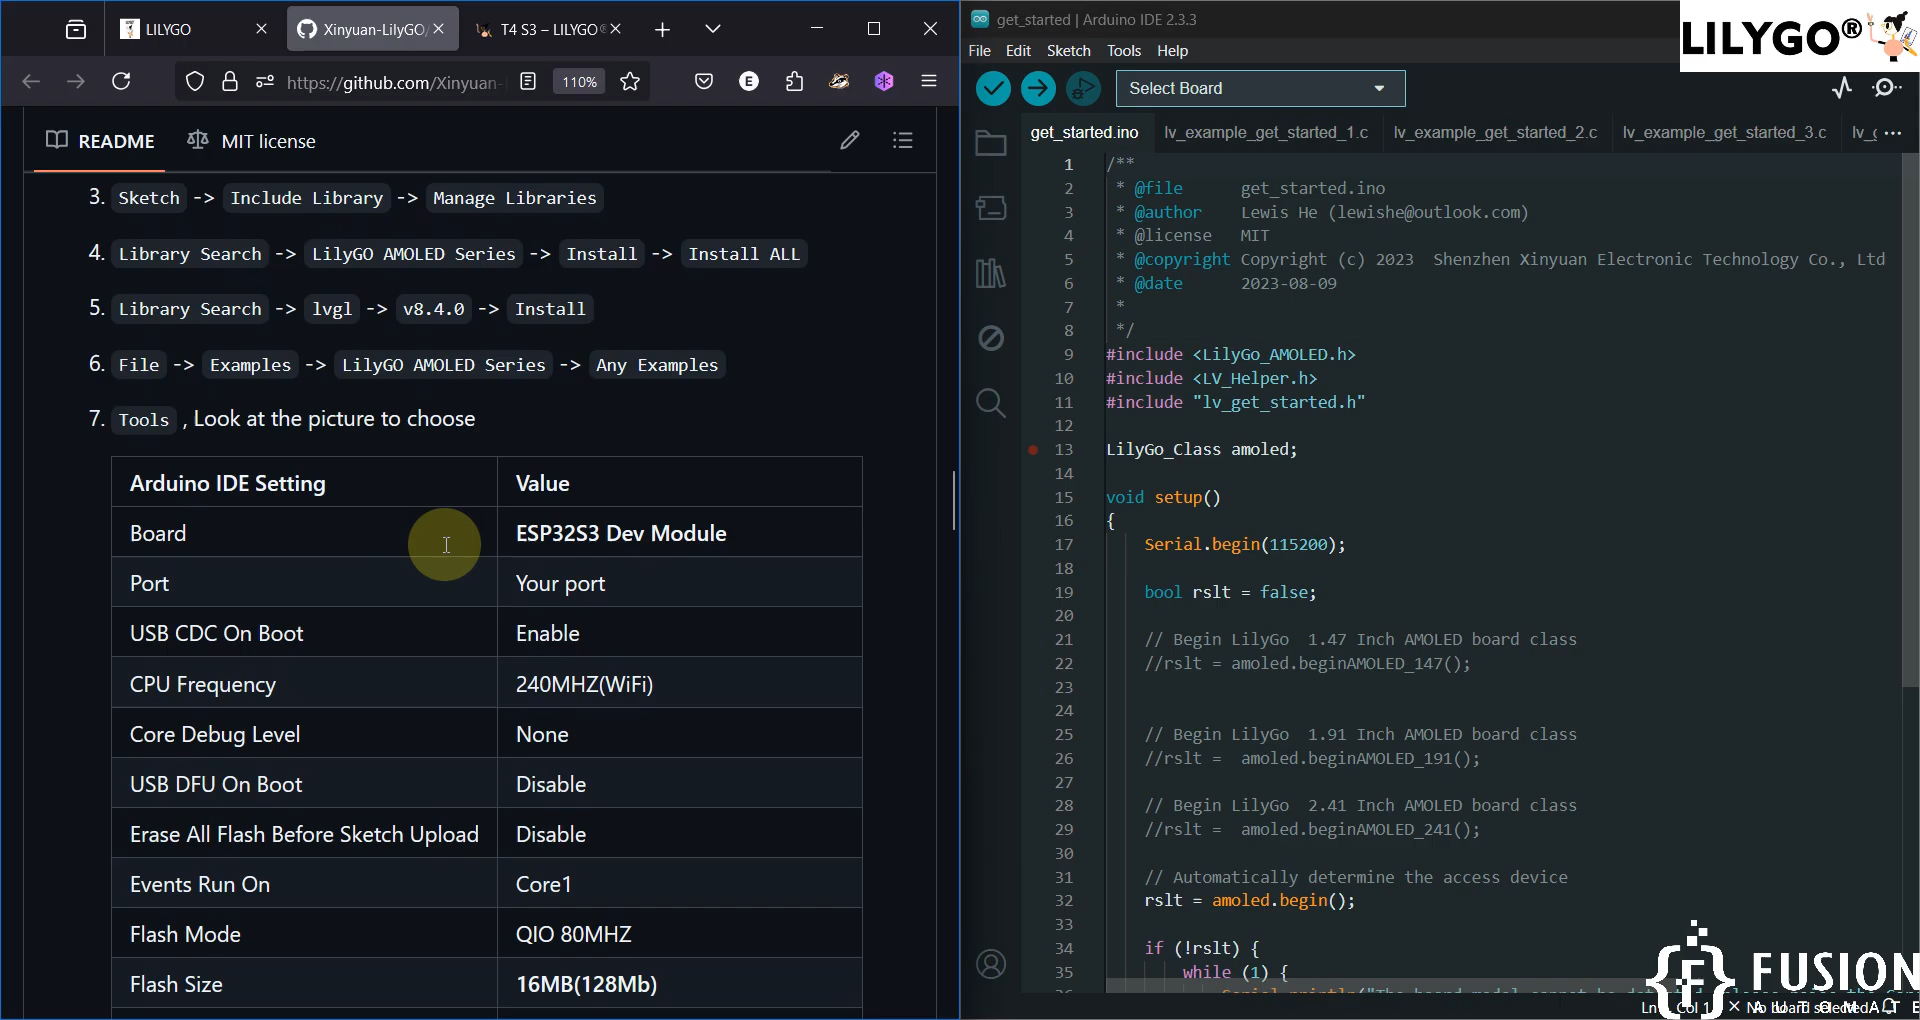 LILYGO
Xinyuan-LilyGO/
T4 S3 – LILYGO®
https://github.com/Xinyuan-
110%
E
README
MIT license
3. Sketch -> Include Library -> Manage Libraries
4. Library Search -> LilyGO AMOLED Series -> Install -> Install ALL
5. Library Search -> lvgl -> v8.4.0 -> Install
6. File -> Examples -> LilyGO AMOLED Series -> Any Examples
7. Tools , Look at the picture to choose
Arduino IDE Setting Value
Board ESP32S3 Dev Module
Port Your port
USB CDC On Boot Enable
CPU Frequency 240MHZ(WiFi)
Core Debug Level None
USB DFU On Boot Disable
Erase All Flash Before Sketch Upload Disable
Events Run On Core1
Flash Mode QIO 80MHZ
Flash Size 16MB(128Mb)
get_started | Arduino IDE 2.3.3
File Edit Sketch Tools Help
LILYGO®
Select Board
get_started.ino lv_example_get_started_1.c lv_example_get_started_2.c lv_example_get_started_3.c
1 /**
2 * @file get_started.ino
3 * @author Lewis He (lewishe@outlook.com)
4 * @license MIT
5 * @copyright Copyright (c) 2023 Shenzhen Xinyuan Electronic Technology Co., Ltd
6 * @date 2023-08-09
7 *
8 */
9 #include <LilyGo_AMOLED.h>
10 #include <LV_Helper.h>
11 #include "lv_get_started.h"
12
13 LilyGo_Class amoled;
14
15 void setup()
16 {
17 Serial.begin(115200);
18
19 bool rslt = false;
20
21 // Begin LilyGo 1.47 Inch AMOLED board class
22 //rslt = amoled.beginAMOLED_147();
23
24
25 // Begin LilyGo 1.91 Inch AMOLED board class
26 //rslt = amoled.beginAMOLED_191();
27
28 // Begin LilyGo 2.41 Inch AMOLED board class
29 //rslt = amoled.beginAMOLED_241();
30
31 // Automatically determine the access device
32 rslt = amoled.begin();
33
34 if (!rslt) {
35 while (1) {
FUSION
AUTOMATE
No board selected